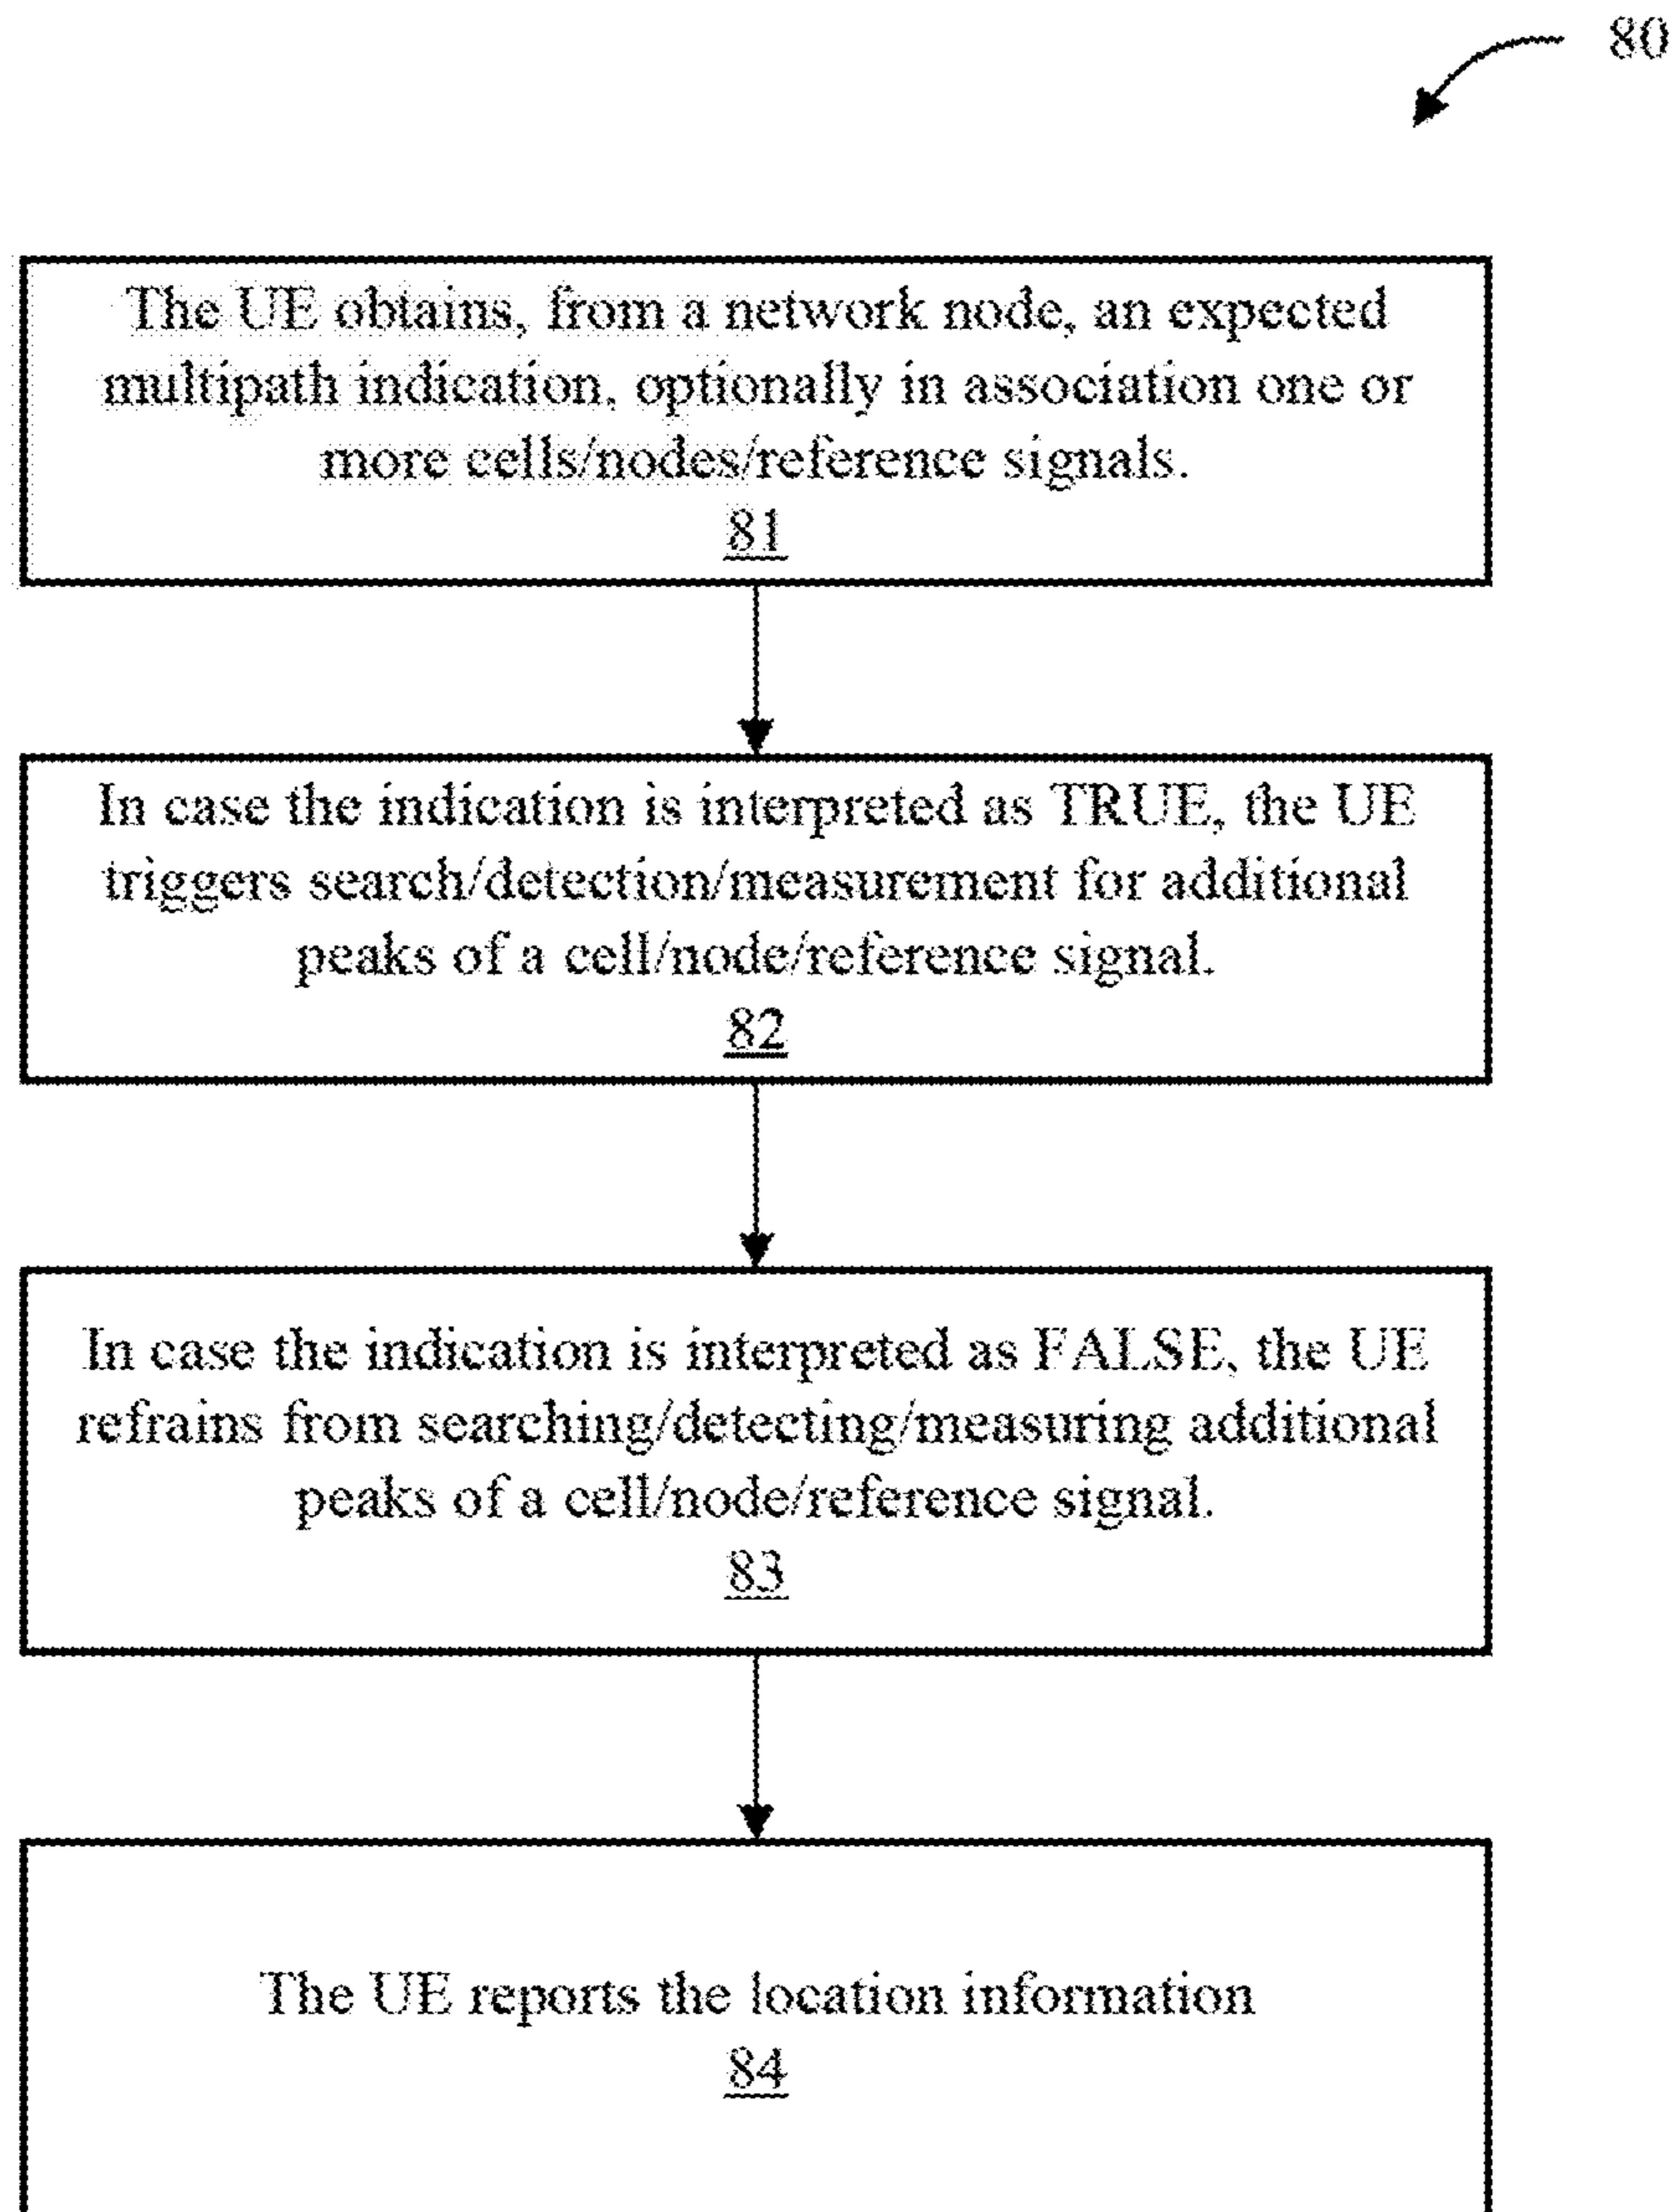 80
The UE obtains, from a network node, an expected
multipath indication, optionally in association one or
more cells/nodes/reference signals.
81
In case the indication is interpreted as TRUE, the UE
triggers search/detection/measurement for additional
peaks of a cell/node/reference signal.
82
In case the indication is interpreted as FALSE, the UE
refrains from searching/detecting/measuring additional
peaks of a cell/node/reference signal.
83
The UE reports the location information
84